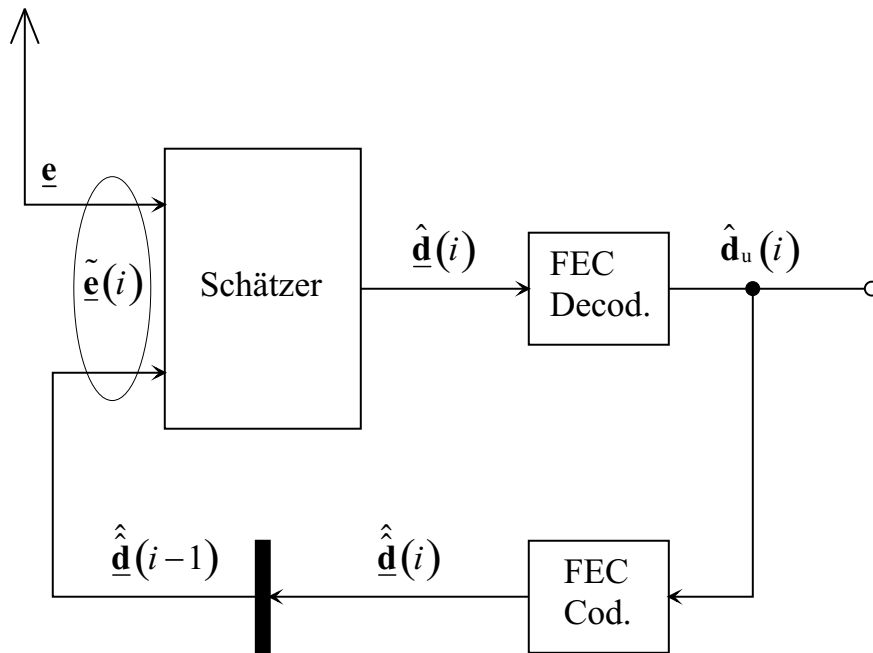 e̲
ẽ̲(i)
Schätzer
d̲̂(i)
FEC
Decod.
d̂ᵤ(i)
d̲̂̂(i−1)
d̲̂̂(i)
FEC
Cod.